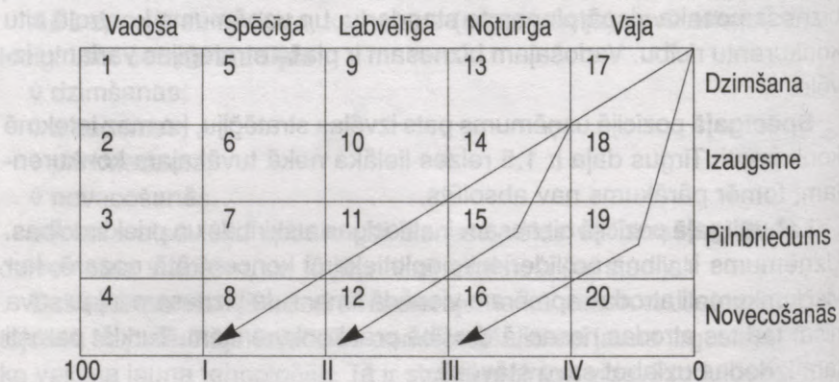 Vadoša Spēcīga Labvēlīga Noturīga Vāja
1 5 9 13 17
Dzimšana
2 6 10 14 18
Izaugsme
3 7 11 15 19
Pilnbriedums
4 8 12 16 20
Novecošanās
100 I II III IV 0